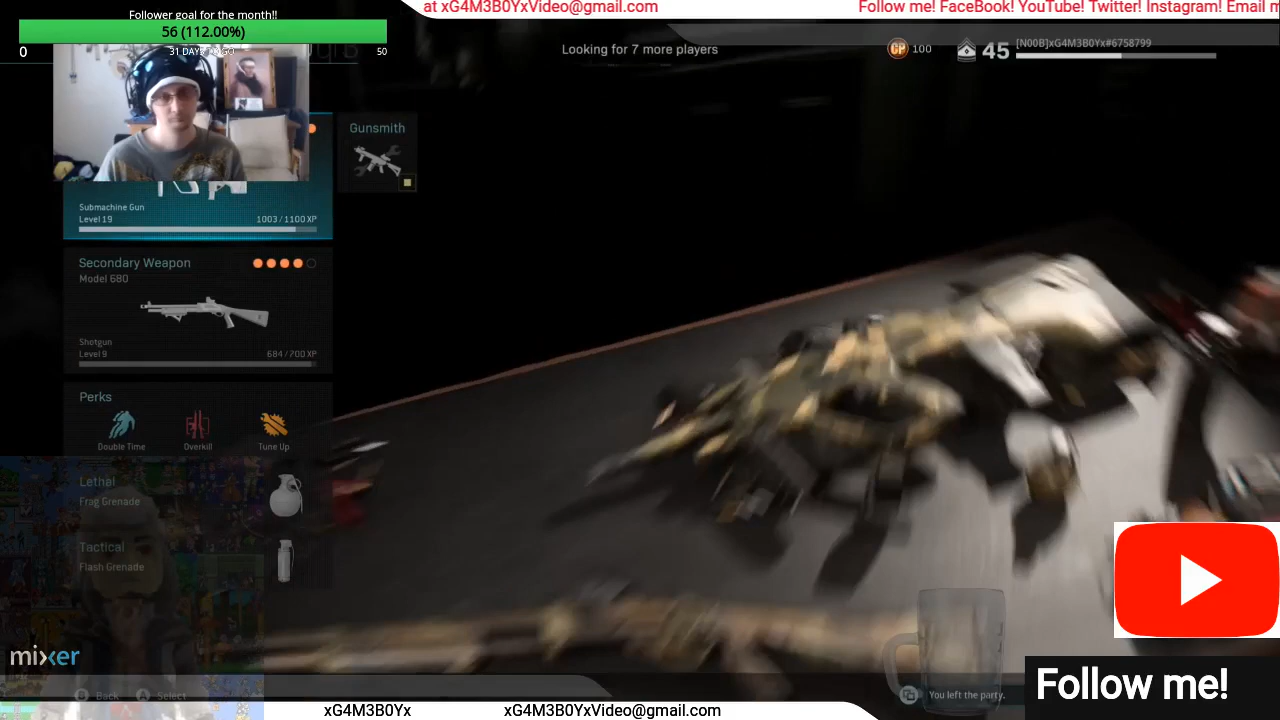 Follower goal for the month!!
56 (112.00%)
0
50
at xG4M3B0YxVideo@gmail.com
Follow me! FaceBook! YouTube! Twitter! Instagram! Email m
Looking for 7 more players
CP 100
45
[N00B]xG4M3B0Yx#6758799
Gunsmith
Submachine Gun
Level 19
1003 / 1100 XP
Secondary Weapon
Model 680
Shotgun
Level 9
684 / 700 XP
Perks
Double Time
Overkill
Tune Up
Lethal
Frag Grenade
Tactical
Flash Grenade
mixer
B Back
A Select
You left the party.
Follow me!
xG4M3B0Yx
xG4M3B0YxVideo@gmail.com